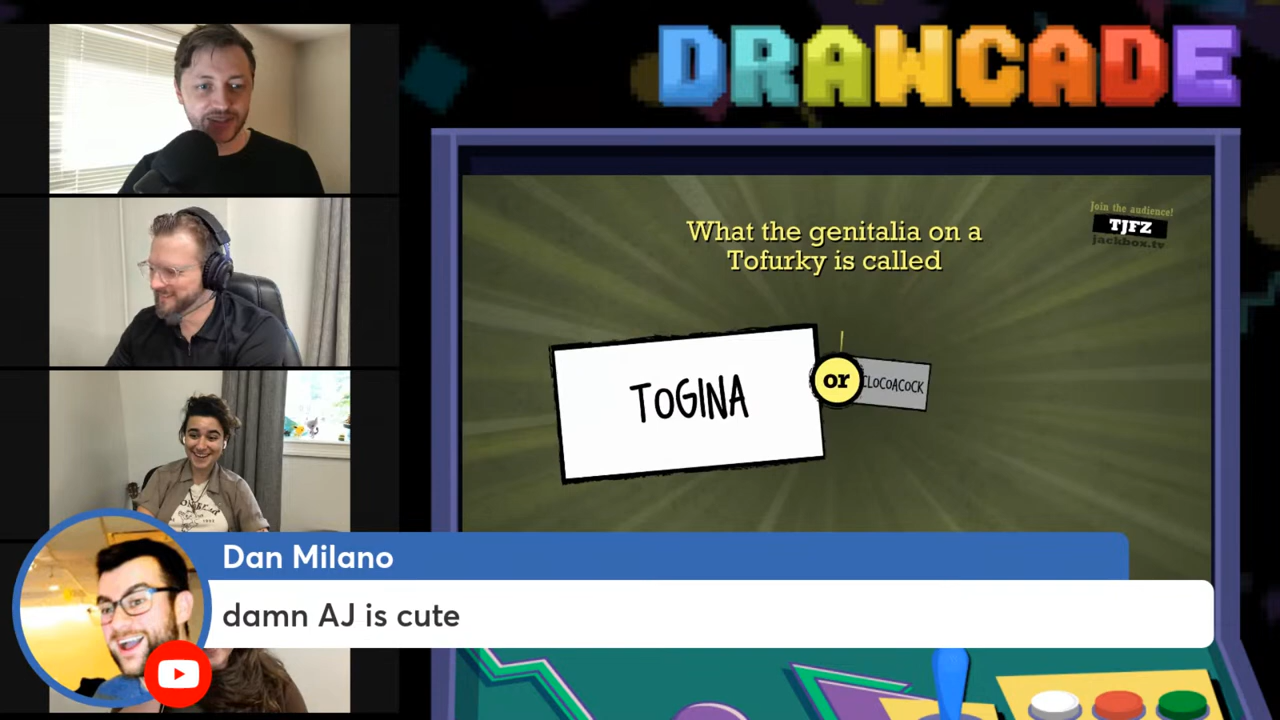 DRAWCADE
What the genitalia on a
Tofurky is called
Join the audience!
TJFZ
jackbox.tv
TOGINA
or
CLOCOACOCK
Dan Milano
damn AJ is cute